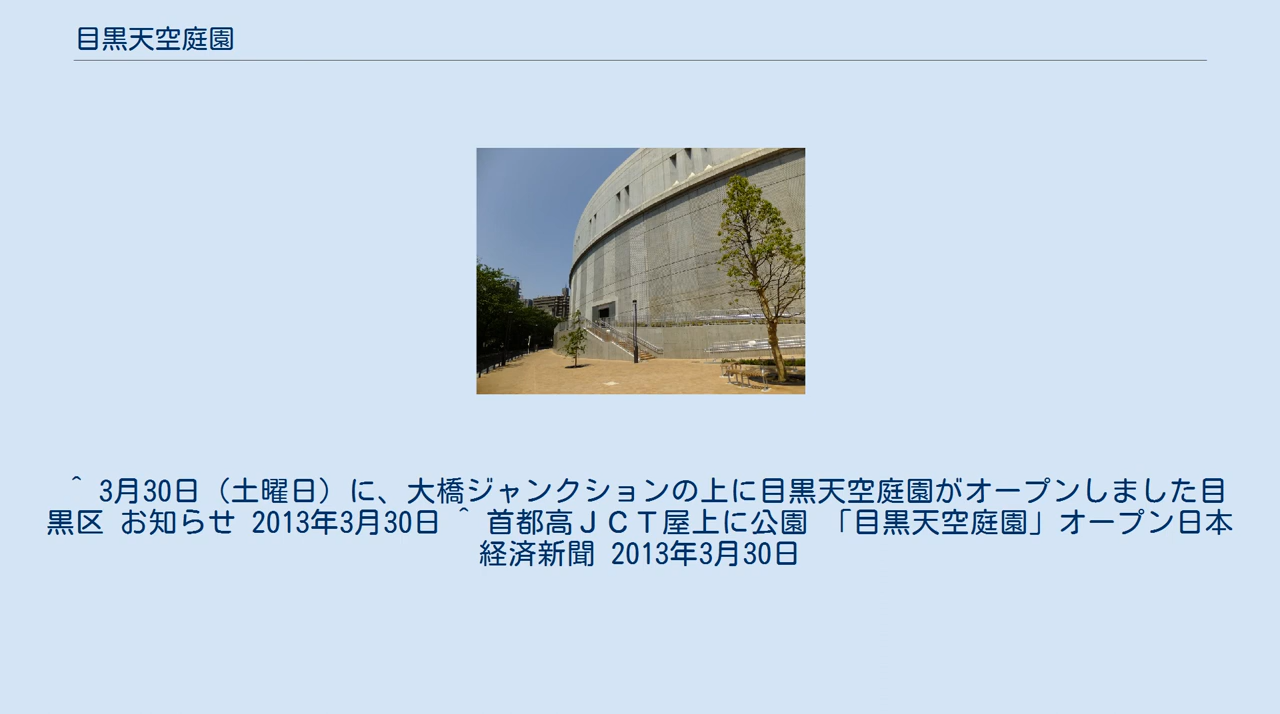 目黒天空庭園
^ 3月30日（土曜日）に、大橋ジャンクションの上に目黒天空庭園がオープンしました目
黒区 お知らせ 2013年3月30日 ^ 首都高ＪＣＴ屋上に公園 「目黒天空庭園」オープン日本
経済新聞 2013年3月30日